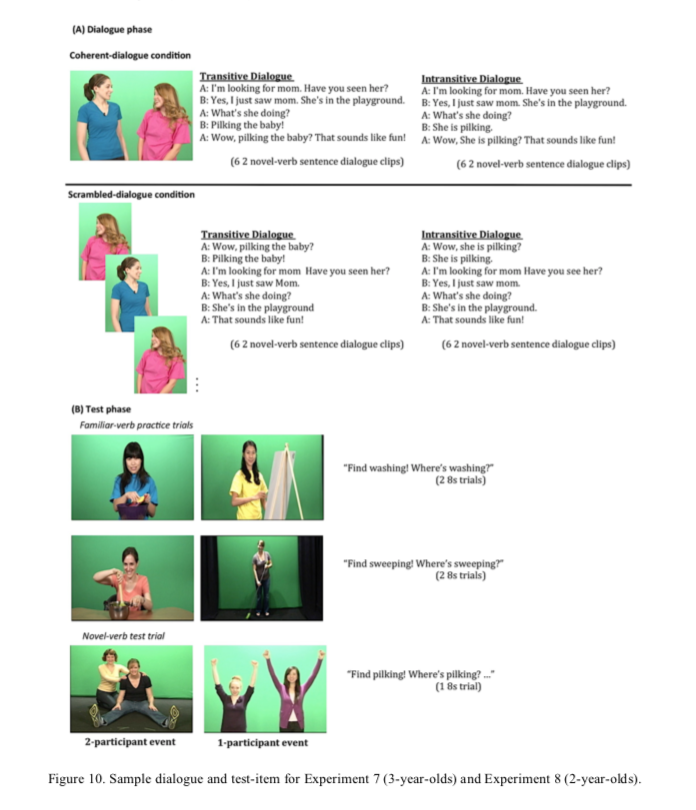 (A) Dialogue phase
Coherent-dialogue condition
Transitive Dialogue
A: I'm looking for mom. Have you seen her?
B: Yes, I just saw mom. She's in the playground.
A: What's she doing?
B: Pilking the baby!
A: Wow, pilking the baby? That sounds like fun!
(6 2 novel-verb sentence dialogue clips)
Intransitive Dialogue
A: I'm looking for mom. Have you seen her?
B: Yes, I just saw mom. She's in the playground.
A: What's she doing?
B: She is pilking.
A: Wow, She is pilking? That sounds like fun!
(6 2 novel-verb sentence dialogue clips)
Scrambled-dialogue condition
Transitive Dialogue
A: Wow, pilking the baby?
B: Pilking the baby!
A: I'm looking for mom Have you seen her?
B: Yes, I just saw Mom.
A: What's she doing?
B: She's in the playground
A: That sounds like fun!
(6 2 novel-verb sentence dialogue clips)
Intransitive Dialogue
A: Wow, she is pilking?
B: She is pilking.
A: I'm looking for mom Have you see her?
B: Yes, I just saw mom.
A: What's she doing?
B: She's in the playground.
A: That sounds like fun!
(6 2 novel-verb sentence dialogue clips)
(B) Test phase
Familiar-verb practice trials
"Find washing! Where's washing?"
(2 8s trials)
"Find sweeping! Where's sweeping?"
(2 8s trials)
Novel-verb test trial
"Find pilking! Where's pilking? ..."
(1 8s trial)
2-participant event
1-participant event
Figure 10. Sample dialogue and test-item for Experiment 7 (3-year-olds) and Experiment 8 (2-year-olds).